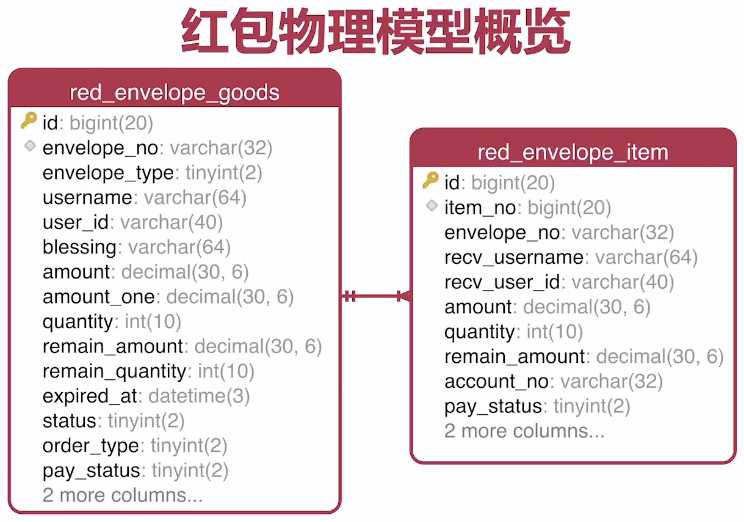 红包物理模型概览
red_envelope_goods
id: bigint(20)
envelope_no: varchar(32)
envelope_type: tinyint(2)
username: varchar(64)
user_id: varchar(40)
blessing: varchar(64)
amount: decimal(30, 6)
amount_one: decimal(30, 6)
quantity: int(10)
remain_amount: decimal(30, 6)
remain_quantity: int(10)
expired_at: datetime(3)
status: tinyint(2)
order_type: tinyint(2)
pay_status: tinyint(2)
2 more columns...
red_envelope_item
id: bigint(20)
item_no: bigint(20)
envelope_no: varchar(32)
recv_username: varchar(64)
recv_user_id: varchar(40)
amount: decimal(30, 6)
quantity: int(10)
remain_amount: decimal(30, 6)
account_no: varchar(32)
pay_status: tinyint(2)
2 more columns...